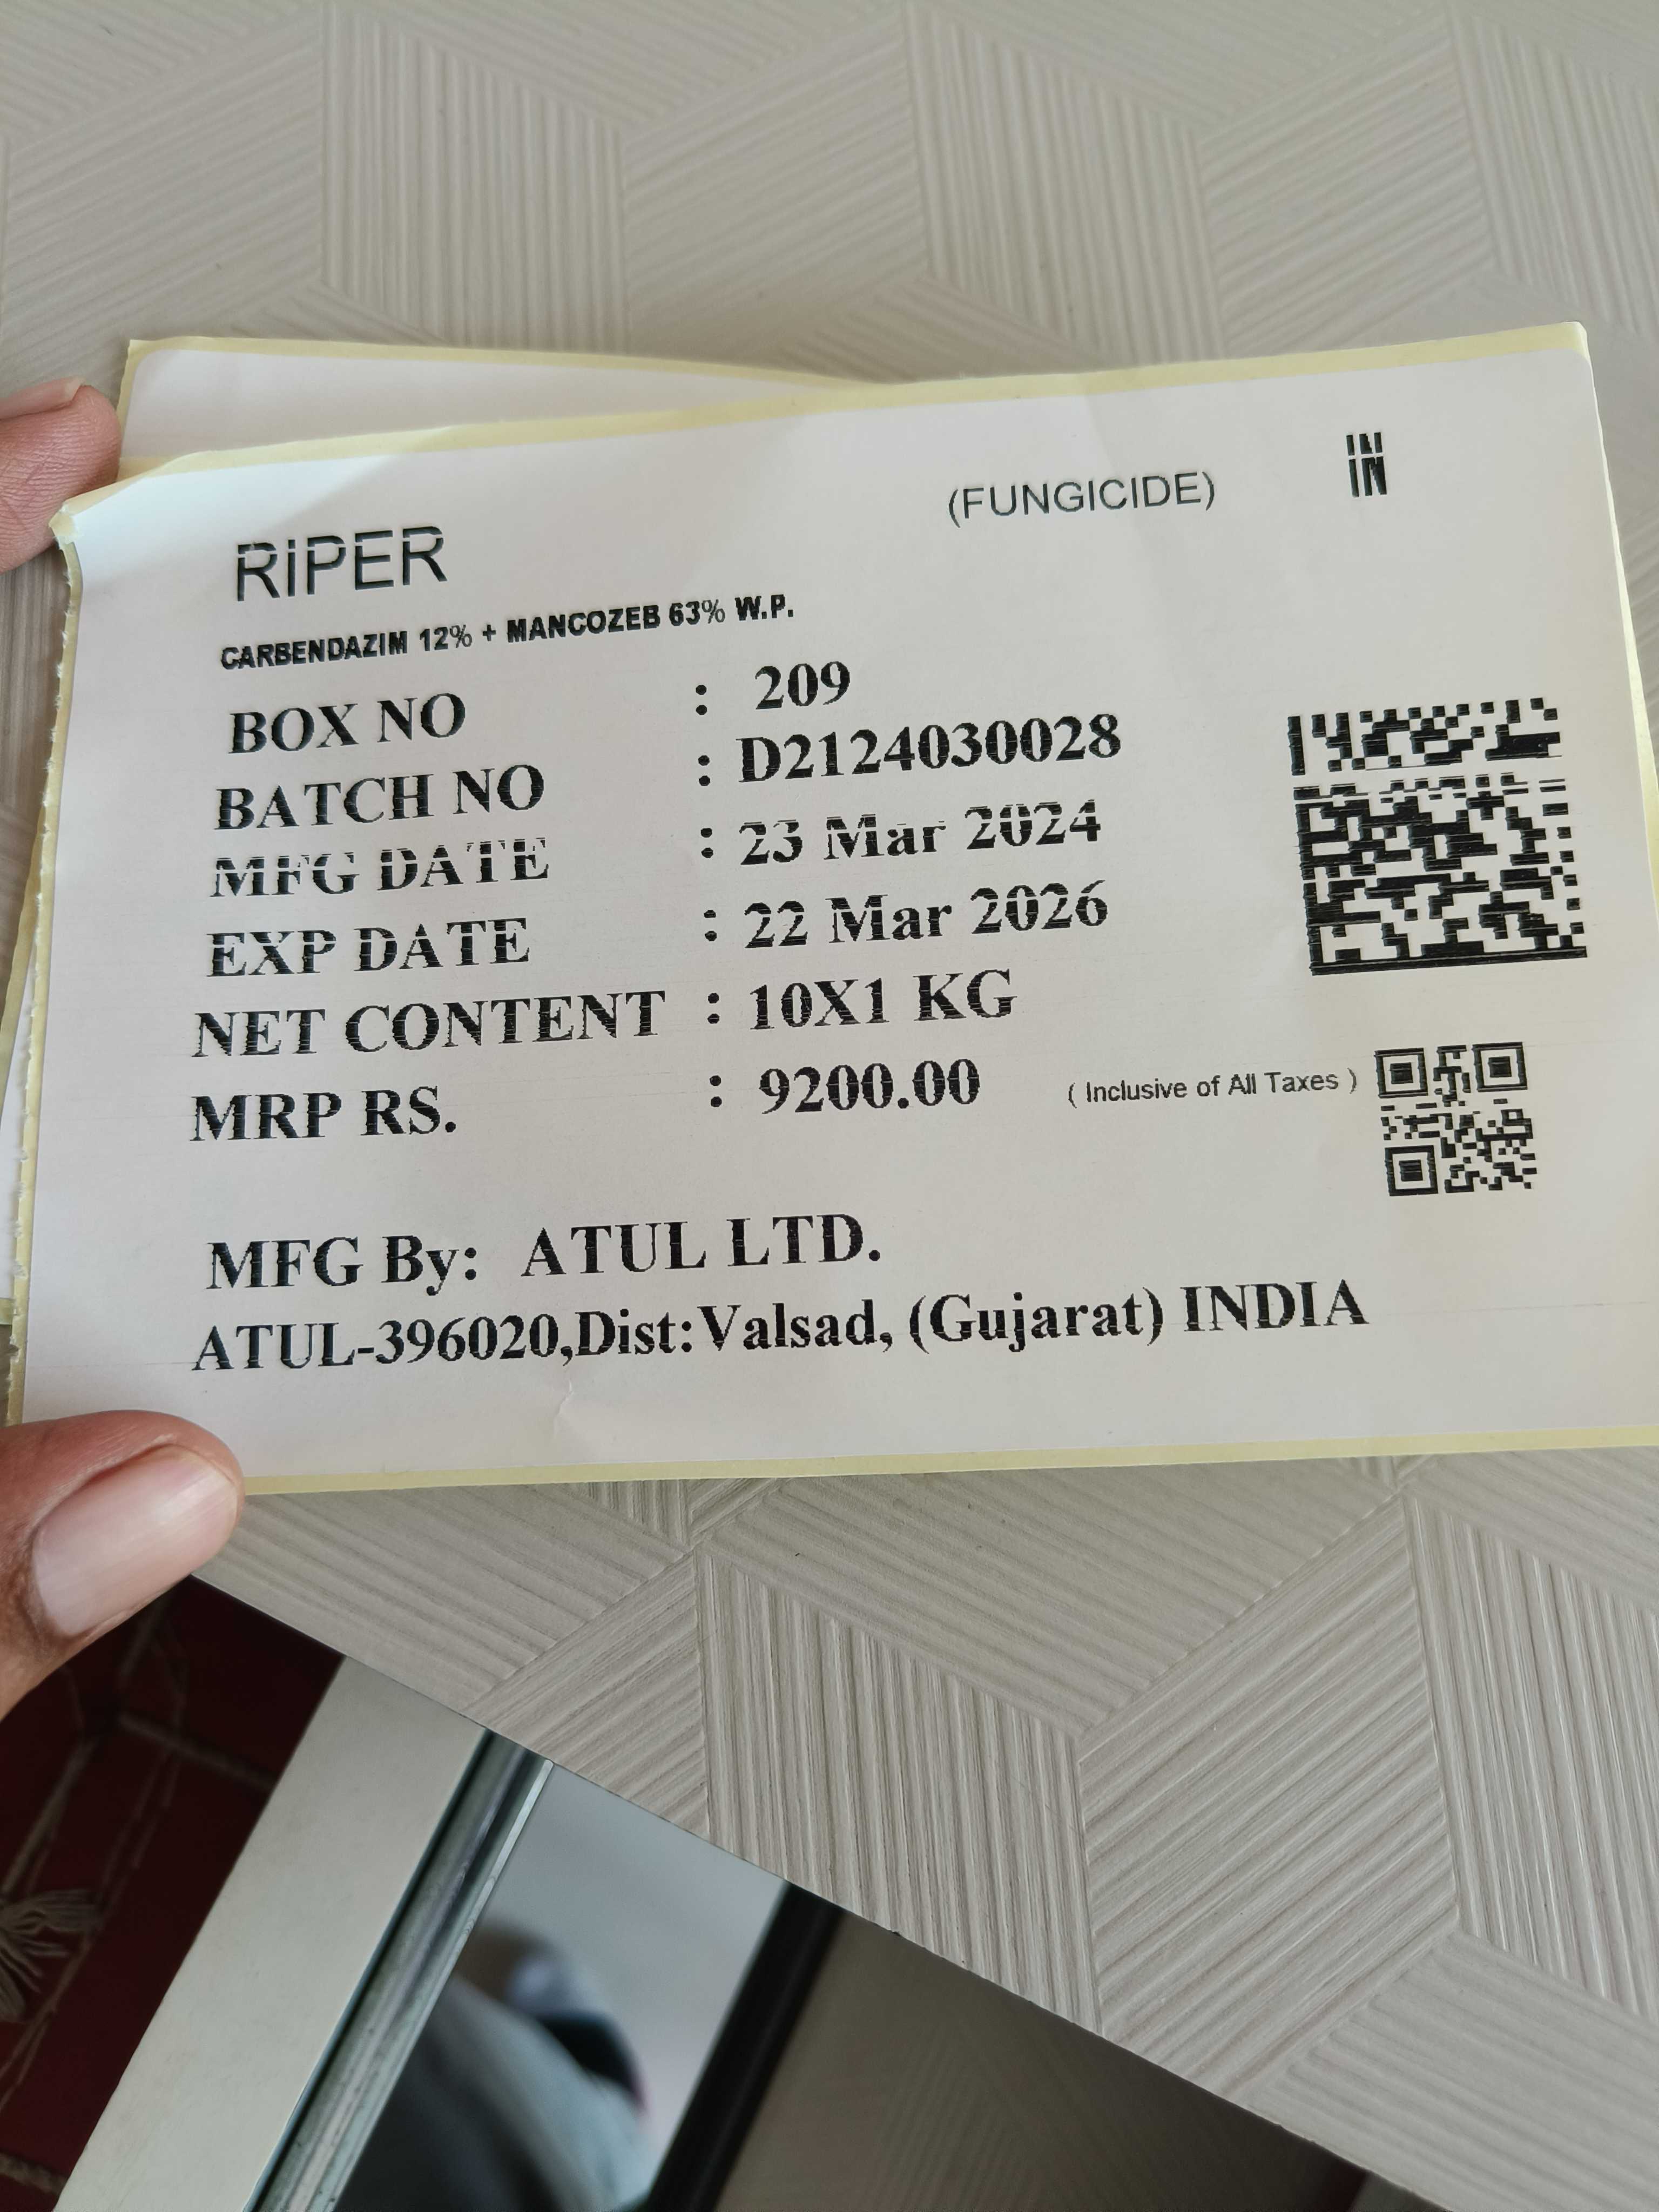 (FUNGICIDE) IN
RiPER
CARBENDAZIM 12% + MANCOZEB 63% W.P.
BOX NO : 209
BATCH NO : D2124030028
MFG DATE : 23 Mar 2024
EXP DATE : 22 Mar 2026
NET CONTENT : 10X1 KG
MRP RS. : 9200.00 ( Inclusive of All Taxes )
MFG By: ATUL LTD.
ATUL-396020,Dist:Valsad, (Gujarat) INDIA